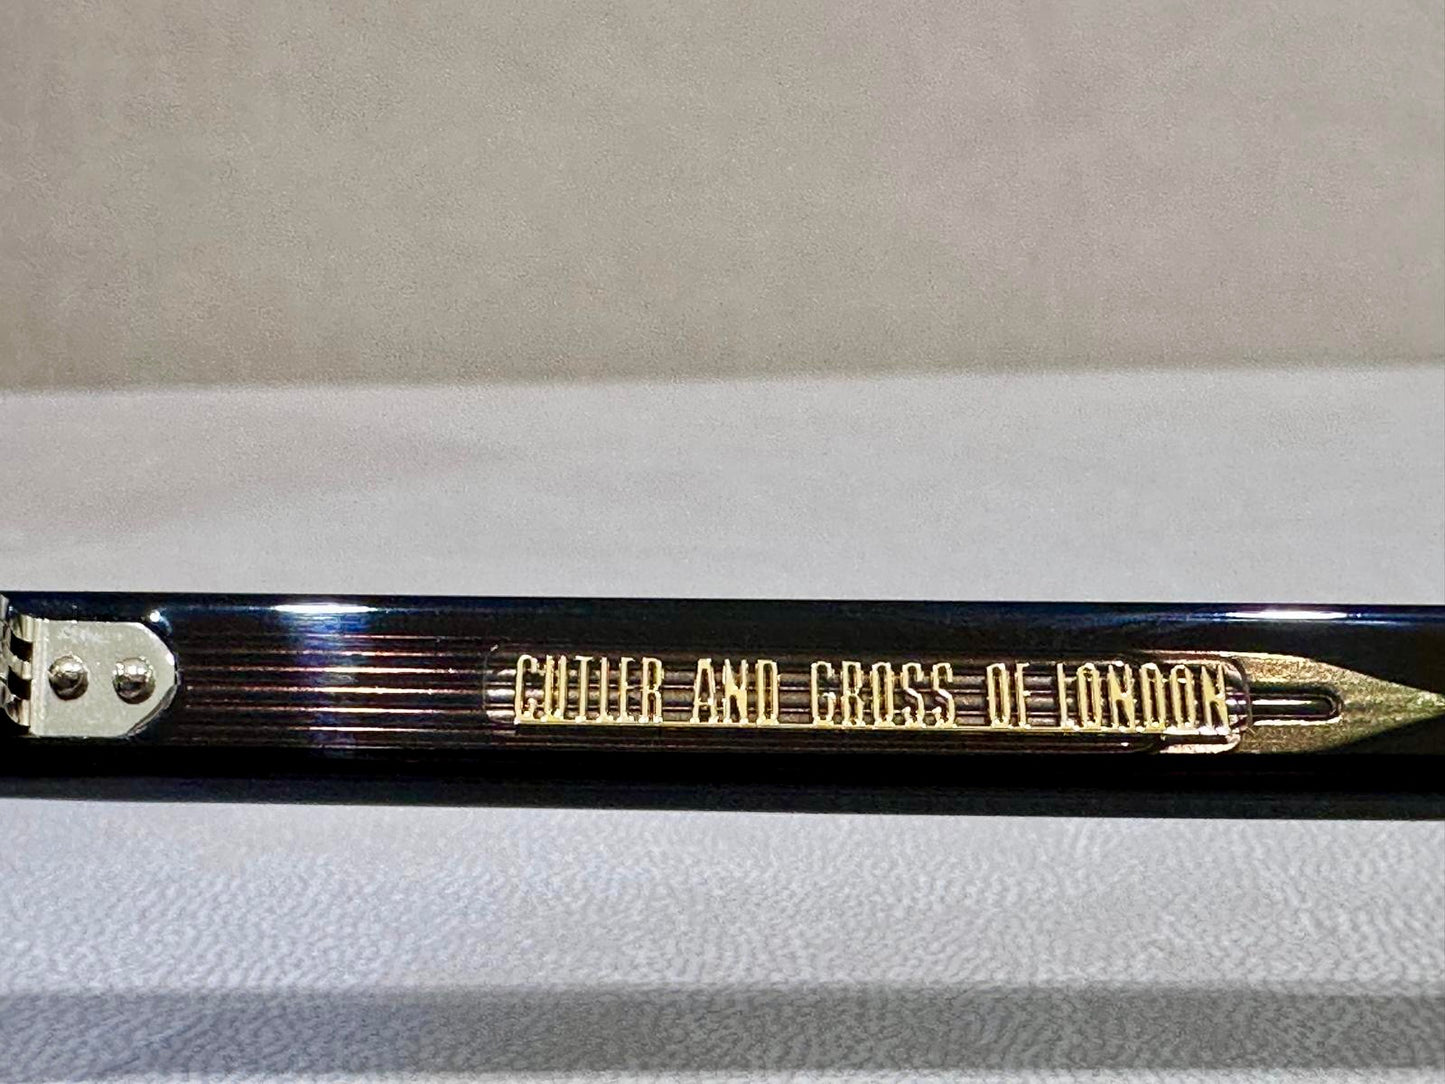 CUTLER AND GROSS OF LONDON